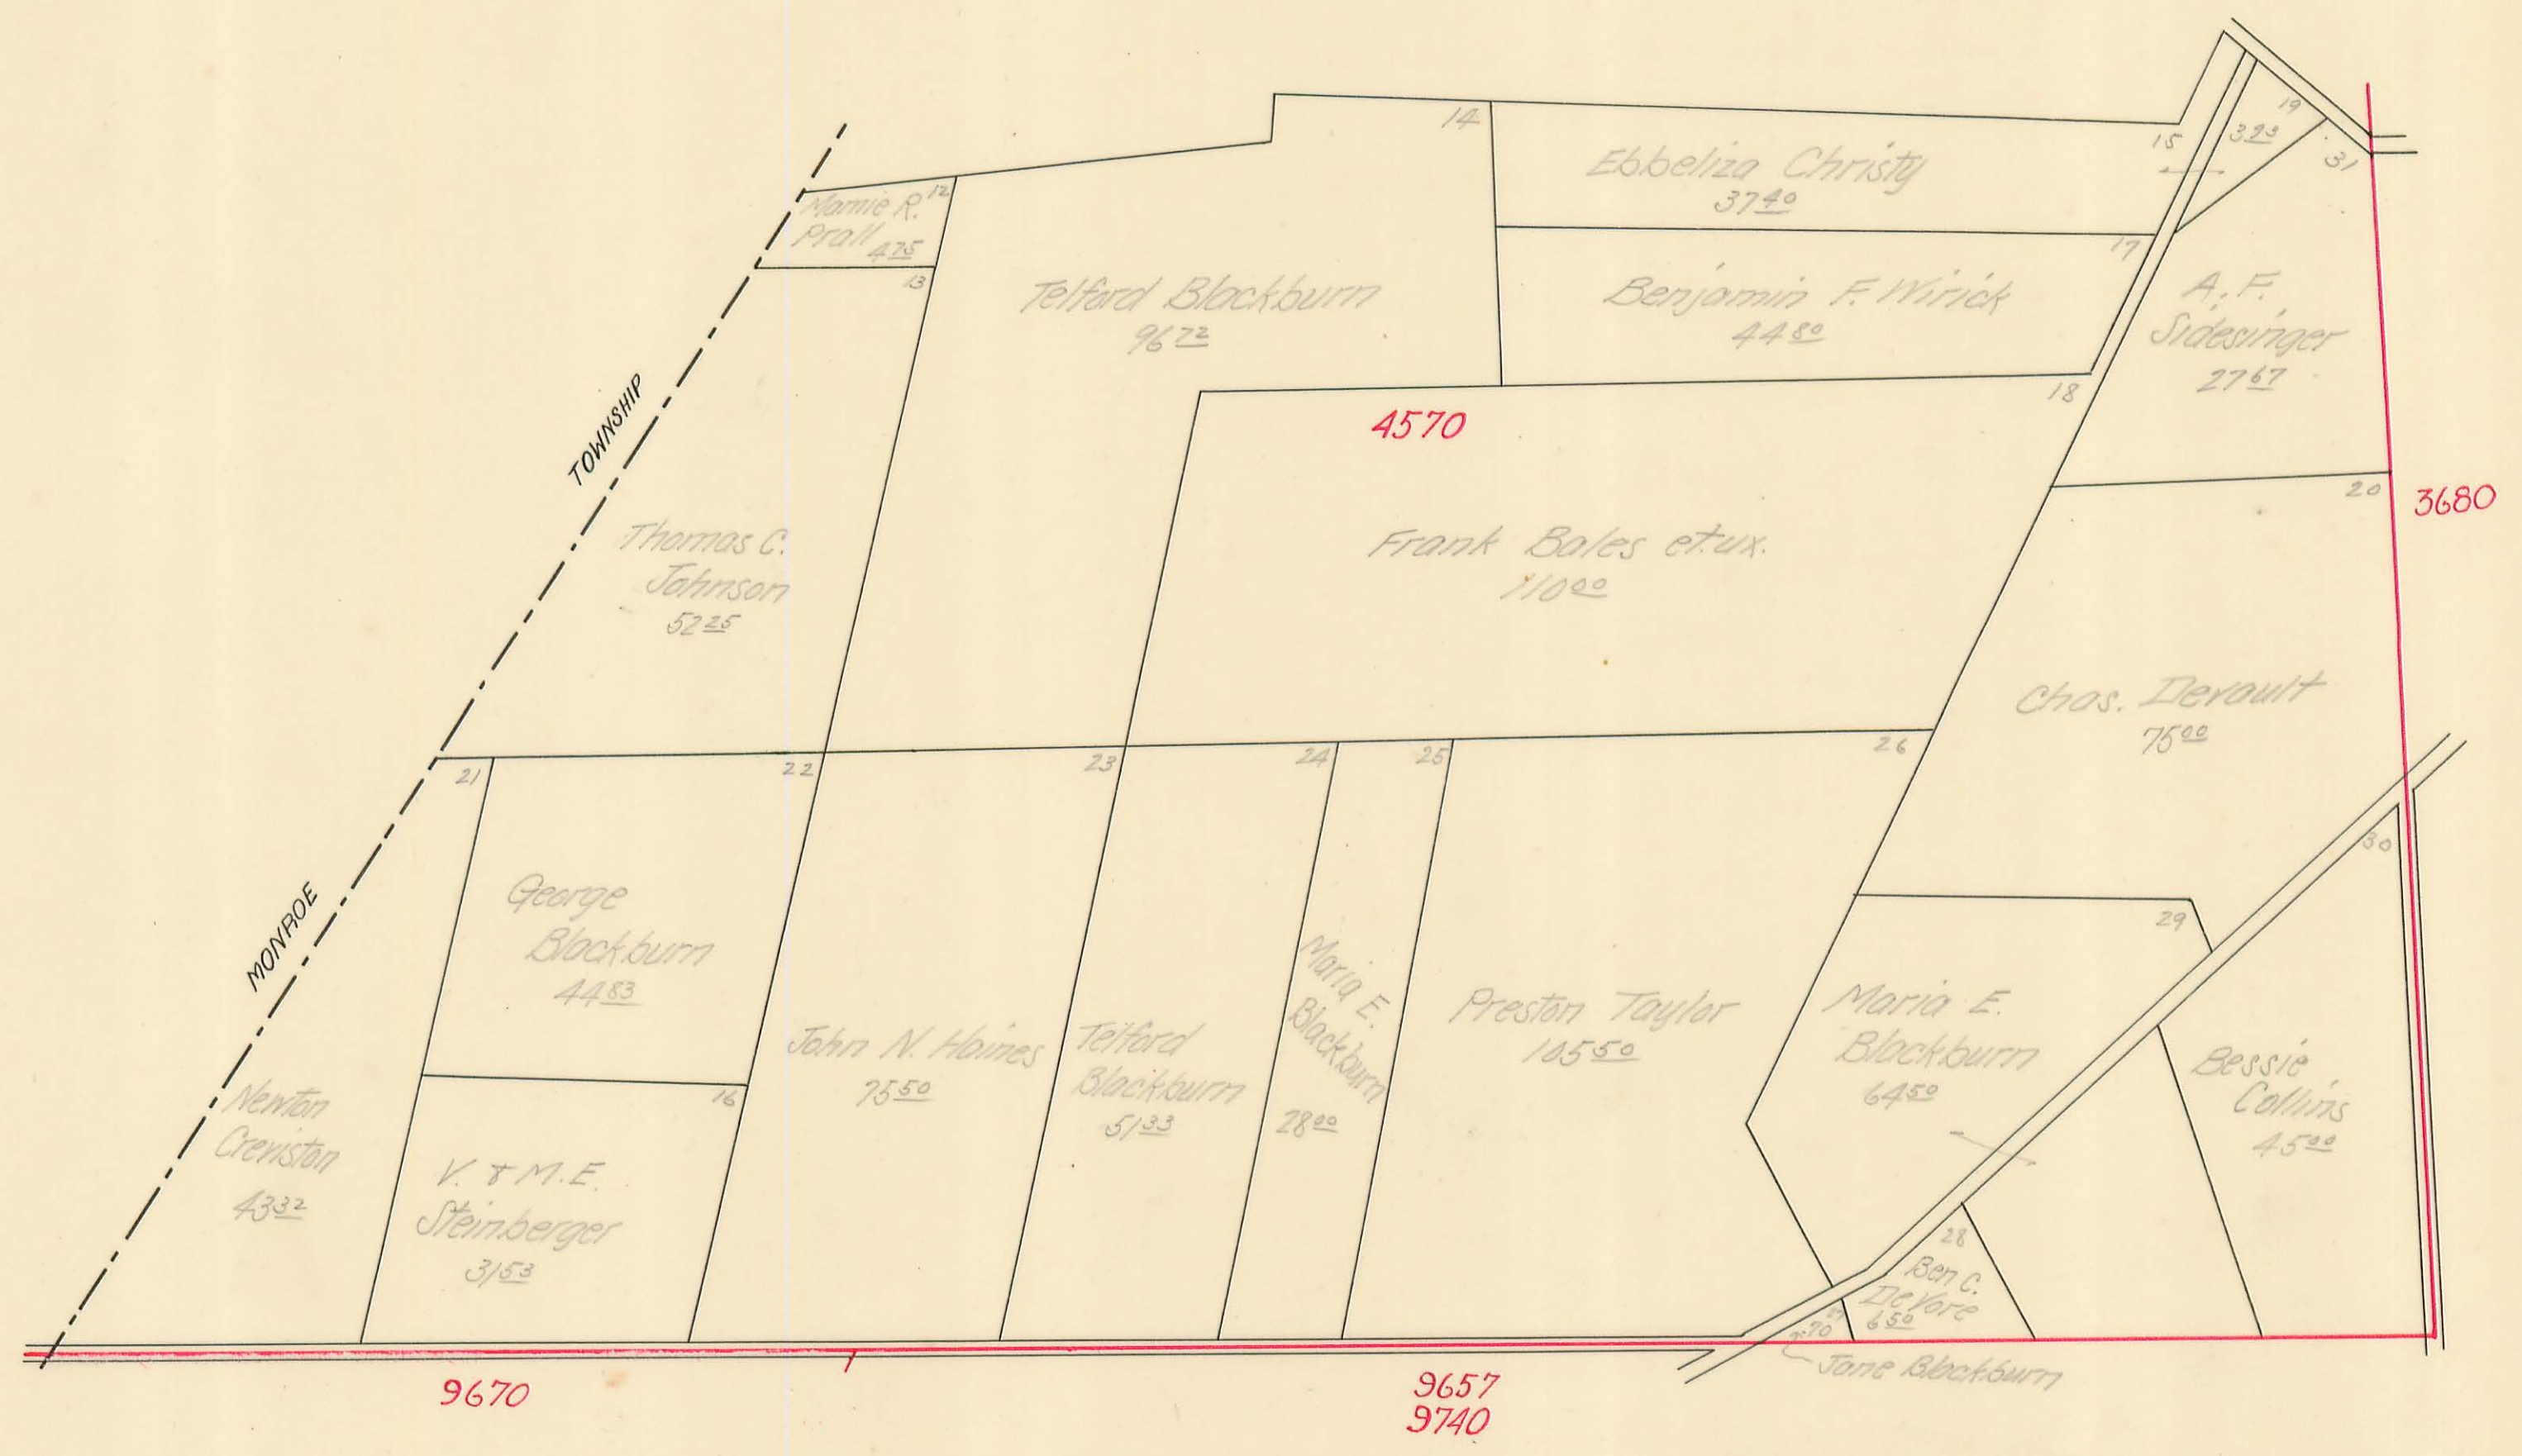 14
15
19
3 93
31
Ebbeliza Christy
37 40
Mamie R.
Prall 4 75
12
13
17
Telford Blackburn
96 72
Benjamin F. Wirick
44 80
A. F.
Sidesinger
27 67
18
4570
TOWNSHIP
20
3680
Thomas C.
Johnson
52 25
Frank Bales et.ux.
110 00
Chas. Devault
75 00
21
22
23
24
25
26
30
MONROE
George
Blackburn
44 83
29
Maria E.
Blackburn
28 00
Preston Taylor
105 50
Maria E.
Blackburn
64 50
John N. Haines
75 50
Telford
Blackburn
51 33
Bessie
Collins
45 00
16
Newton
Creviston
43 32
V. & M. E.
Steinberger
31 53
28
Ben C.
DeVore
6 50
.70
Jane Blackburn
9670
9657
9740